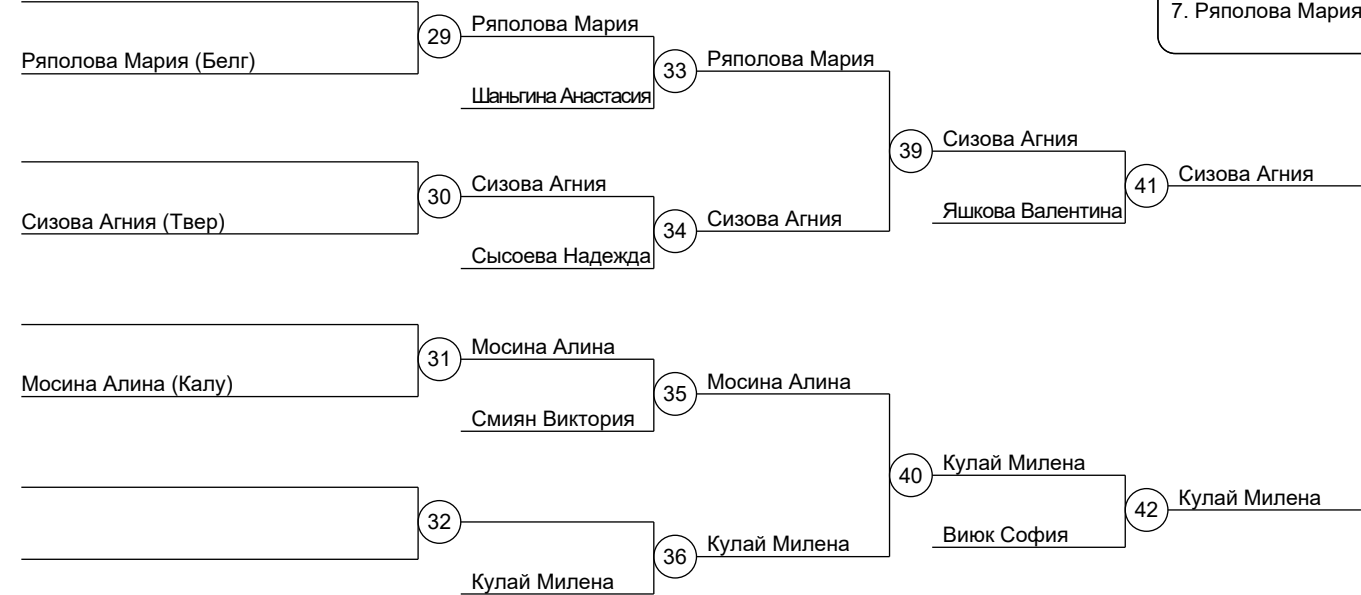 7. Ряполова Мария
29
Ряполова Мария
Ряполова Мария (Белг)
33
Ряполова Мария
Шаньгина Анастасия
39
Сизова Агния
30
Сизова Агния
Сизова Агния (Твер)
34
Сизова Агния
Сысоева Надежда
41
Сизова Агния
Яшкова Валентина
31
Мосина Алина
Мосина Алина (Калу)
35
Мосина Алина
Смиян Виктория
40
Кулай Милена
32
36
Кулай Милена
Кулай Милена
42
Кулай Милена
Виюк София